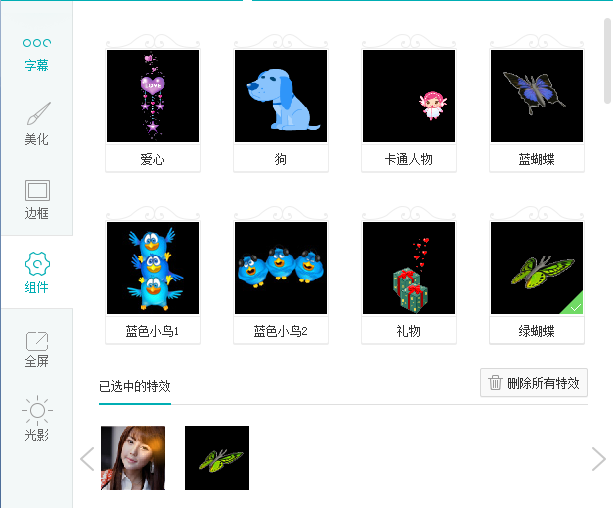 字幕
美化
边框
组件
全屏
光影
爱心
狗
卡通人物
蓝蝴蝶
蓝色小鸟1
蓝色小鸟2
礼物
绿蝴蝶
已选中的特效
删除所有特效